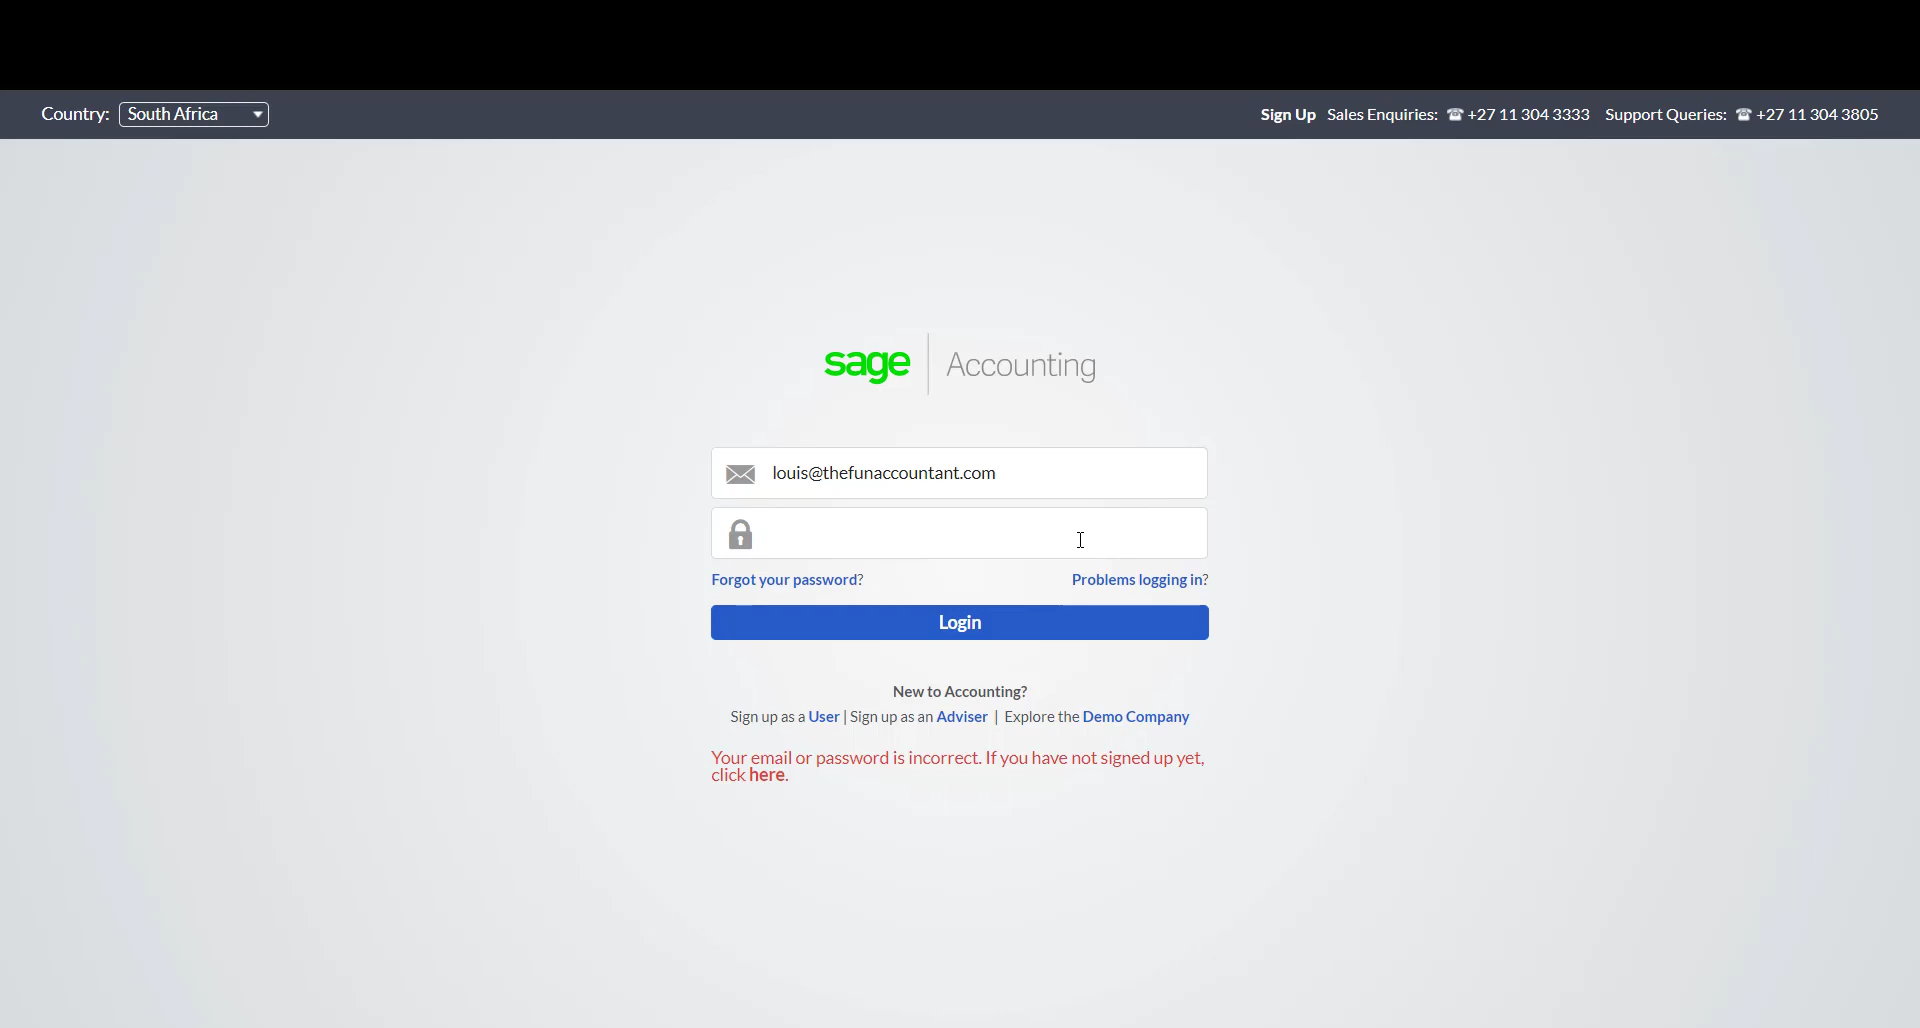 Country: South Africa Sign Up Sales Enquiries: +27 11 304 3333 Support Queries: +27 11 304 3805
sage Accounting
louis@thefunaccountant.com
Forgot your password? Problems logging in?
Login
New to Accounting?
Sign up as a User | Sign up as an Adviser | Explore the Demo Company
Your email or password is incorrect. If you have not signed up yet,
click here.